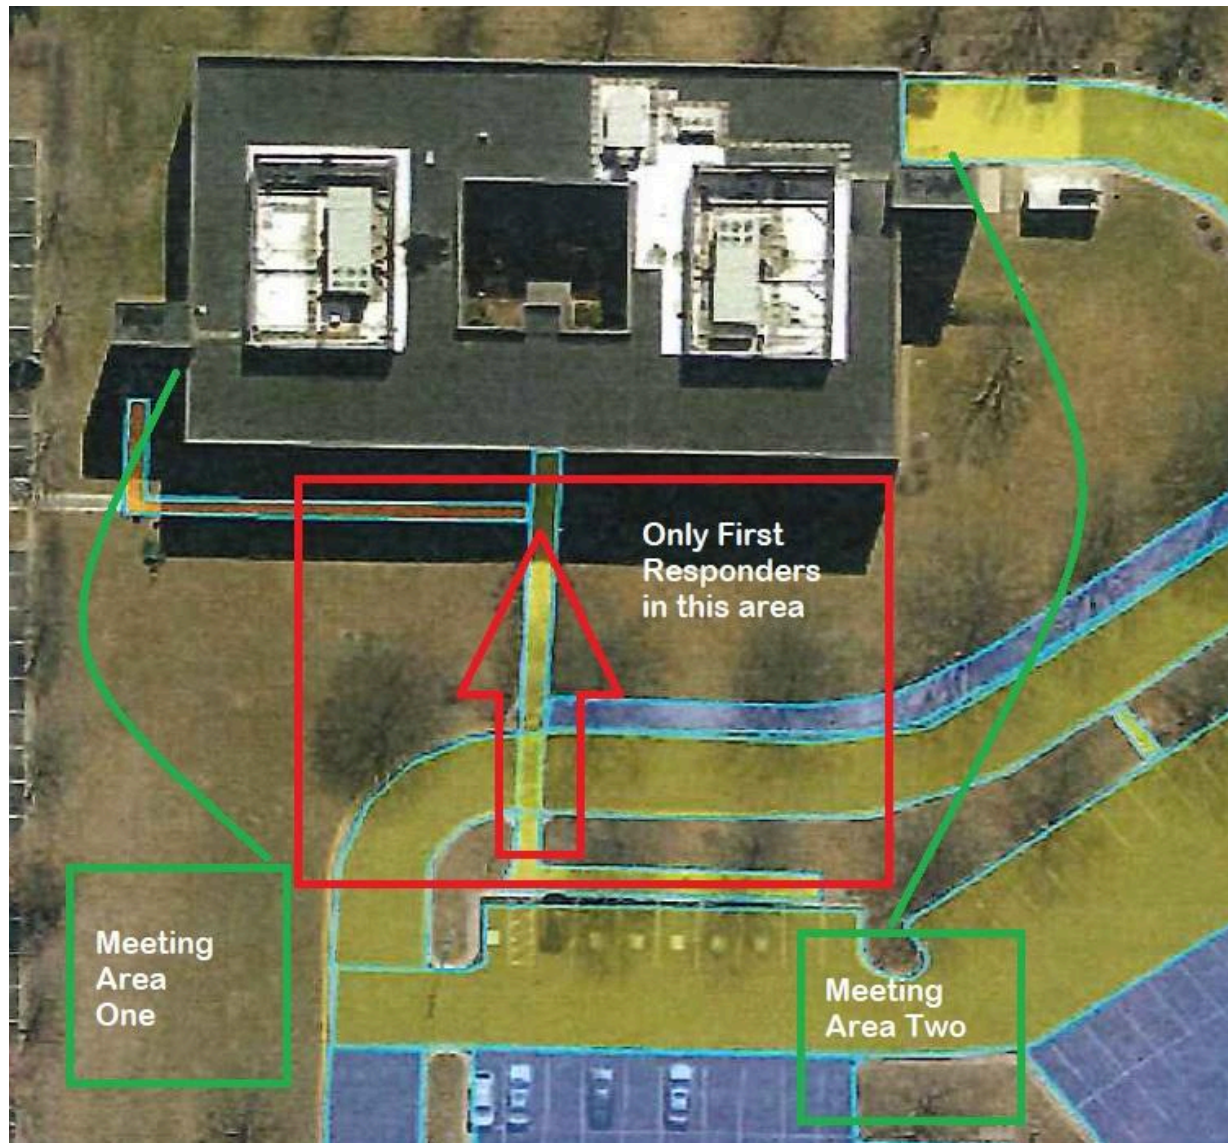 Only First
Responders
in this area
Meeting
Area
One
Meeting
Area Two